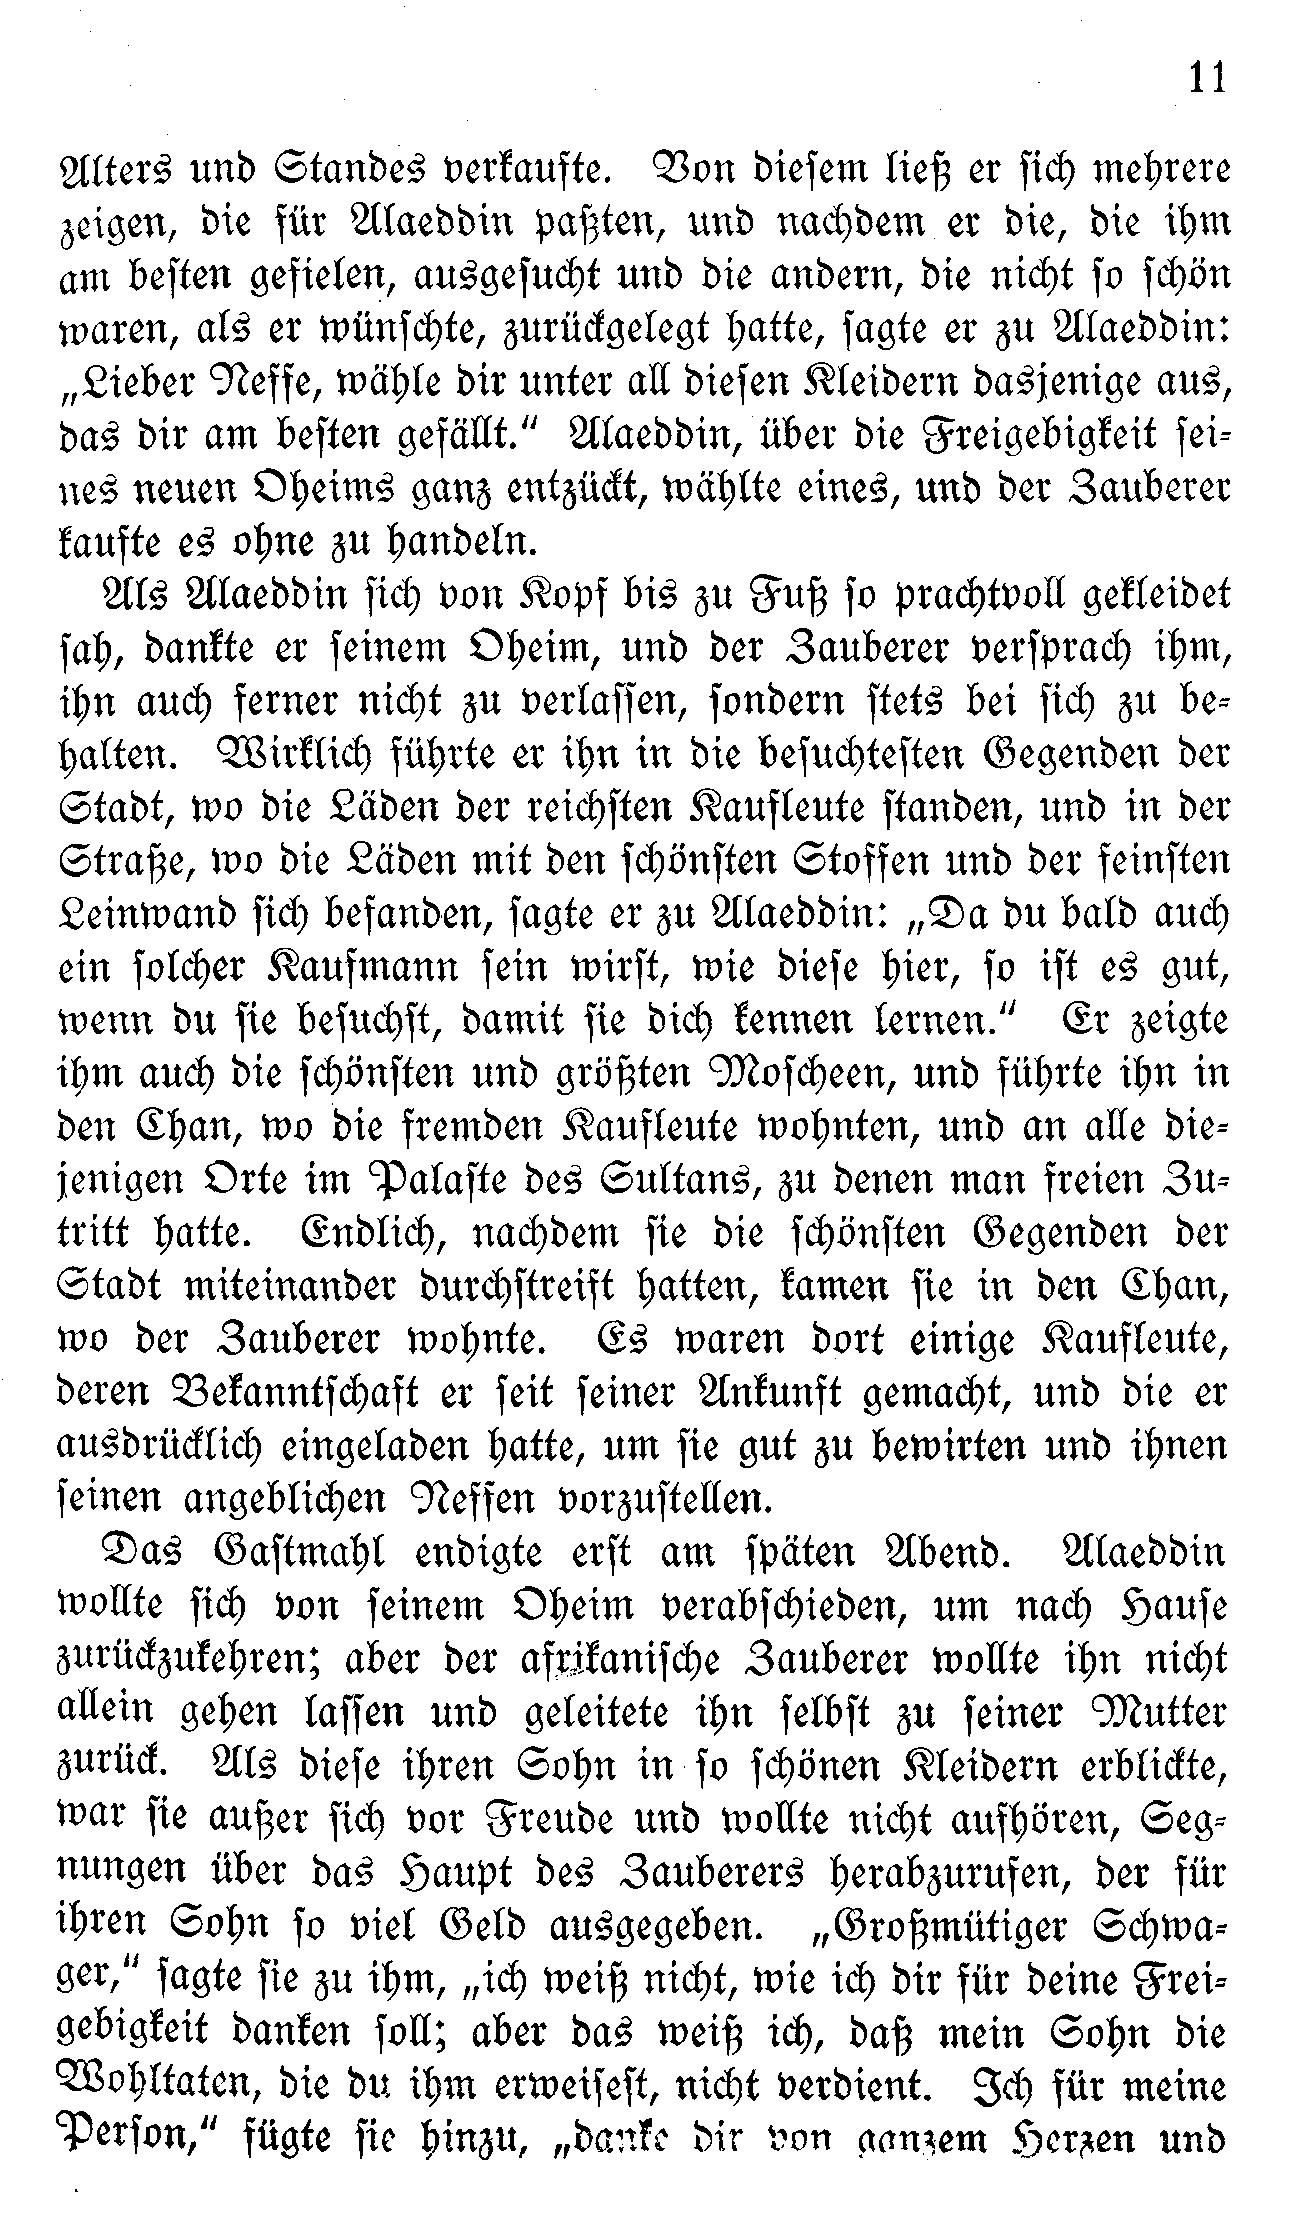 11
Alters und Standes verkaufte. Von diesem ließ er sich mehrere
zeigen, die für Alaeddin paßten, und nachdem er die, die ihm
am besten gefielen, ausgesucht und die andern, die nicht so schön
waren, als er wünschte, zurückgelegt hatte, sagte er zu Alaeddin:
„Lieber Neffe, wähle dir unter all diesen Kleidern dasjenige aus,
das dir am besten gefällt.“ Alaeddin, über die Freigebigkeit sei-
nes neuen Oheims ganz entzückt, wählte eines, und der Zauberer
kaufte es ohne zu handeln.
Als Alaeddin sich von Kopf bis zu Fuß so prachtvoll gekleidet
sah, dankte er seinem Oheim, und der Zauberer versprach ihm,
ihn auch ferner nicht zu verlassen, sondern stets bei sich zu be-
halten. Wirklich führte er ihn in die besuchtesten Gegenden der
Stadt, wo die Läden der reichsten Kaufleute standen, und in der
Straße, wo die Läden mit den schönsten Stoffen und der feinsten
Leinwand sich befanden, sagte er zu Alaeddin: „Da du bald auch
ein solcher Kaufmann sein wirst, wie diese hier, so ist es gut,
wenn du sie besuchst, damit sie dich kennen lernen.“ Er zeigte
ihm auch die schönsten und größten Moscheen, und führte ihn in
den Chan, wo die fremden Kaufleute wohnten, und an alle die-
jenigen Orte im Palaste des Sultans, zu denen man freien Zu-
tritt hatte. Endlich, nachdem sie die schönsten Gegenden der
Stadt miteinander durchstreift hatten, kamen sie in den Chan,
wo der Zauberer wohnte. Es waren dort einige Kaufleute,
deren Bekanntschaft er seit seiner Ankunft gemacht, und die er
ausdrücklich eingeladen hatte, um sie gut zu bewirten und ihnen
seinen angeblichen Neffen vorzustellen.
Das Gastmahl endigte erst am späten Abend. Alaeddin
wollte sich von seinem Oheim verabschieden, um nach Hause
zurückzukehren; aber der afrikanische Zauberer wollte ihn nicht
allein gehen lassen und geleitete ihn selbst zu seiner Mutter
zurück. Als diese ihren Sohn in so schönen Kleidern erblickte,
war sie außer sich vor Freude und wollte nicht aufhören, Seg-
nungen über das Haupt des Zauberers herabzurufen, der für
ihren Sohn so viel Geld ausgegeben. „Großmütiger Schwa-
ger,“ sagte sie zu ihm, „ich weiß nicht, wie ich dir für deine Frei-
gebigkeit danken soll; aber das weiß ich, daß mein Sohn die
Wohltaten, die du ihm erweisest, nicht verdient. Ich für meine
Person,“ fügte sie hinzu, „danke dir von ganzem Herzen und